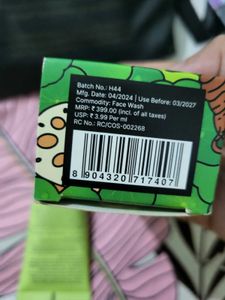 Batch No.: H44
Mfg. Date: 04/2024 | Use Before: 03/2027
Commodity: Face Wash
MRP: ₹ 399.00 (incl. of all taxes)
USP: ₹ 3.99 Per ml
RC No.: RC/COS-002268
8 904320 717407